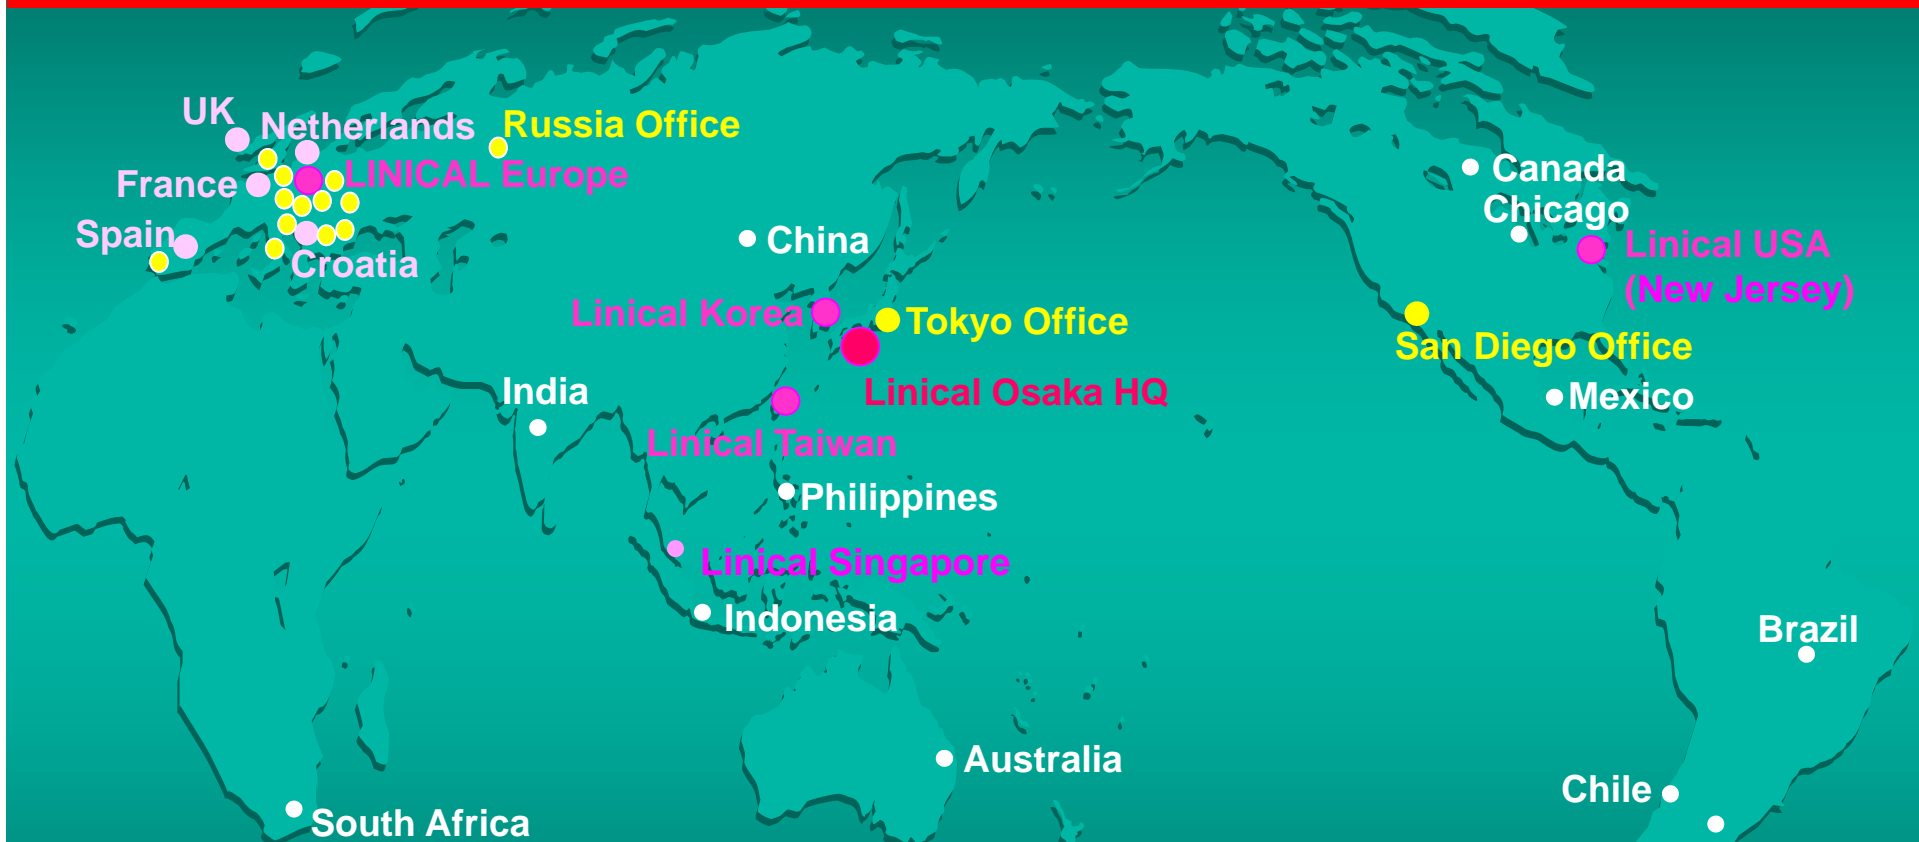 UK
Netherlands
Russia Office
LINICAL Europe
France
Spain
Croatia
China
Linical Korea
Tokyo Office
Linical Osaka HQ
India
Linical Taiwan
Philippines
Linical Singapore
Indonesia
Australia
South Africa
Canada
Chicago
Linical USA
(New Jersey)
San Diego Office
Mexico
Brazil
Chile